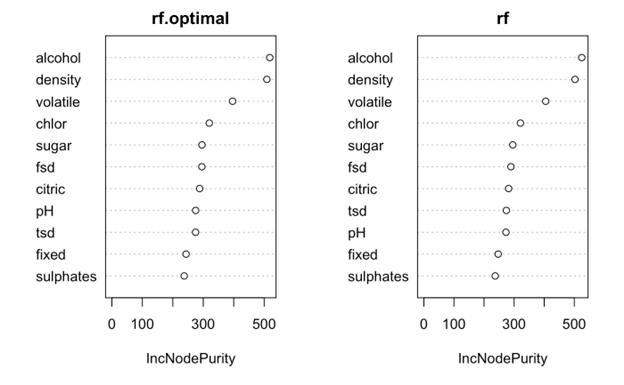 rf.optimal
alcohol
density
volatile
chlor
sugar
fsd
citric
pH
tsd
fixed
sulphates
0 100 300 500
IncNodePurity
rf
alcohol
density
volatile
chlor
sugar
fsd
citric
tsd
pH
fixed
sulphates
0 100 300 500
IncNodePurity